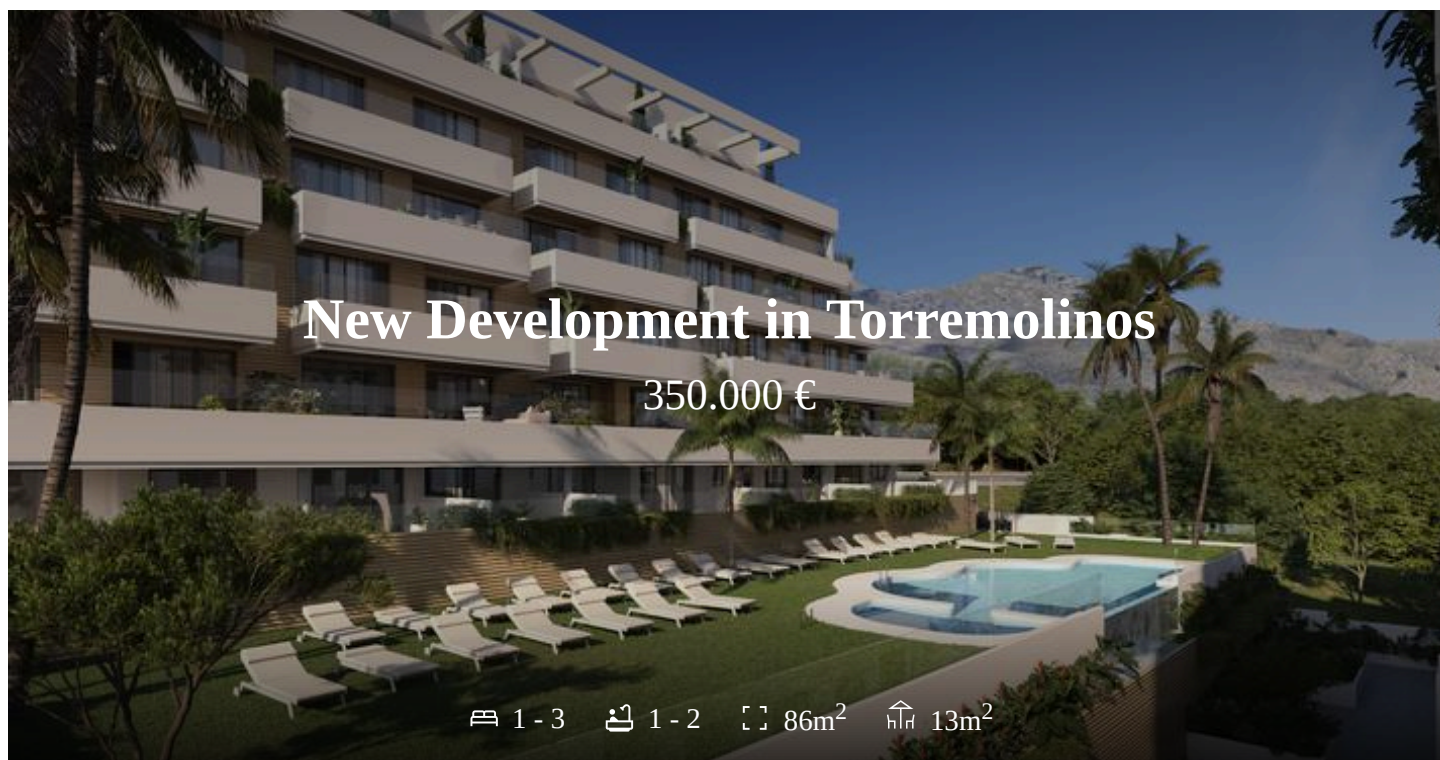 New Development in Torremolinos
350.000 €
1 - 3 1 - 2 86m² 13m²